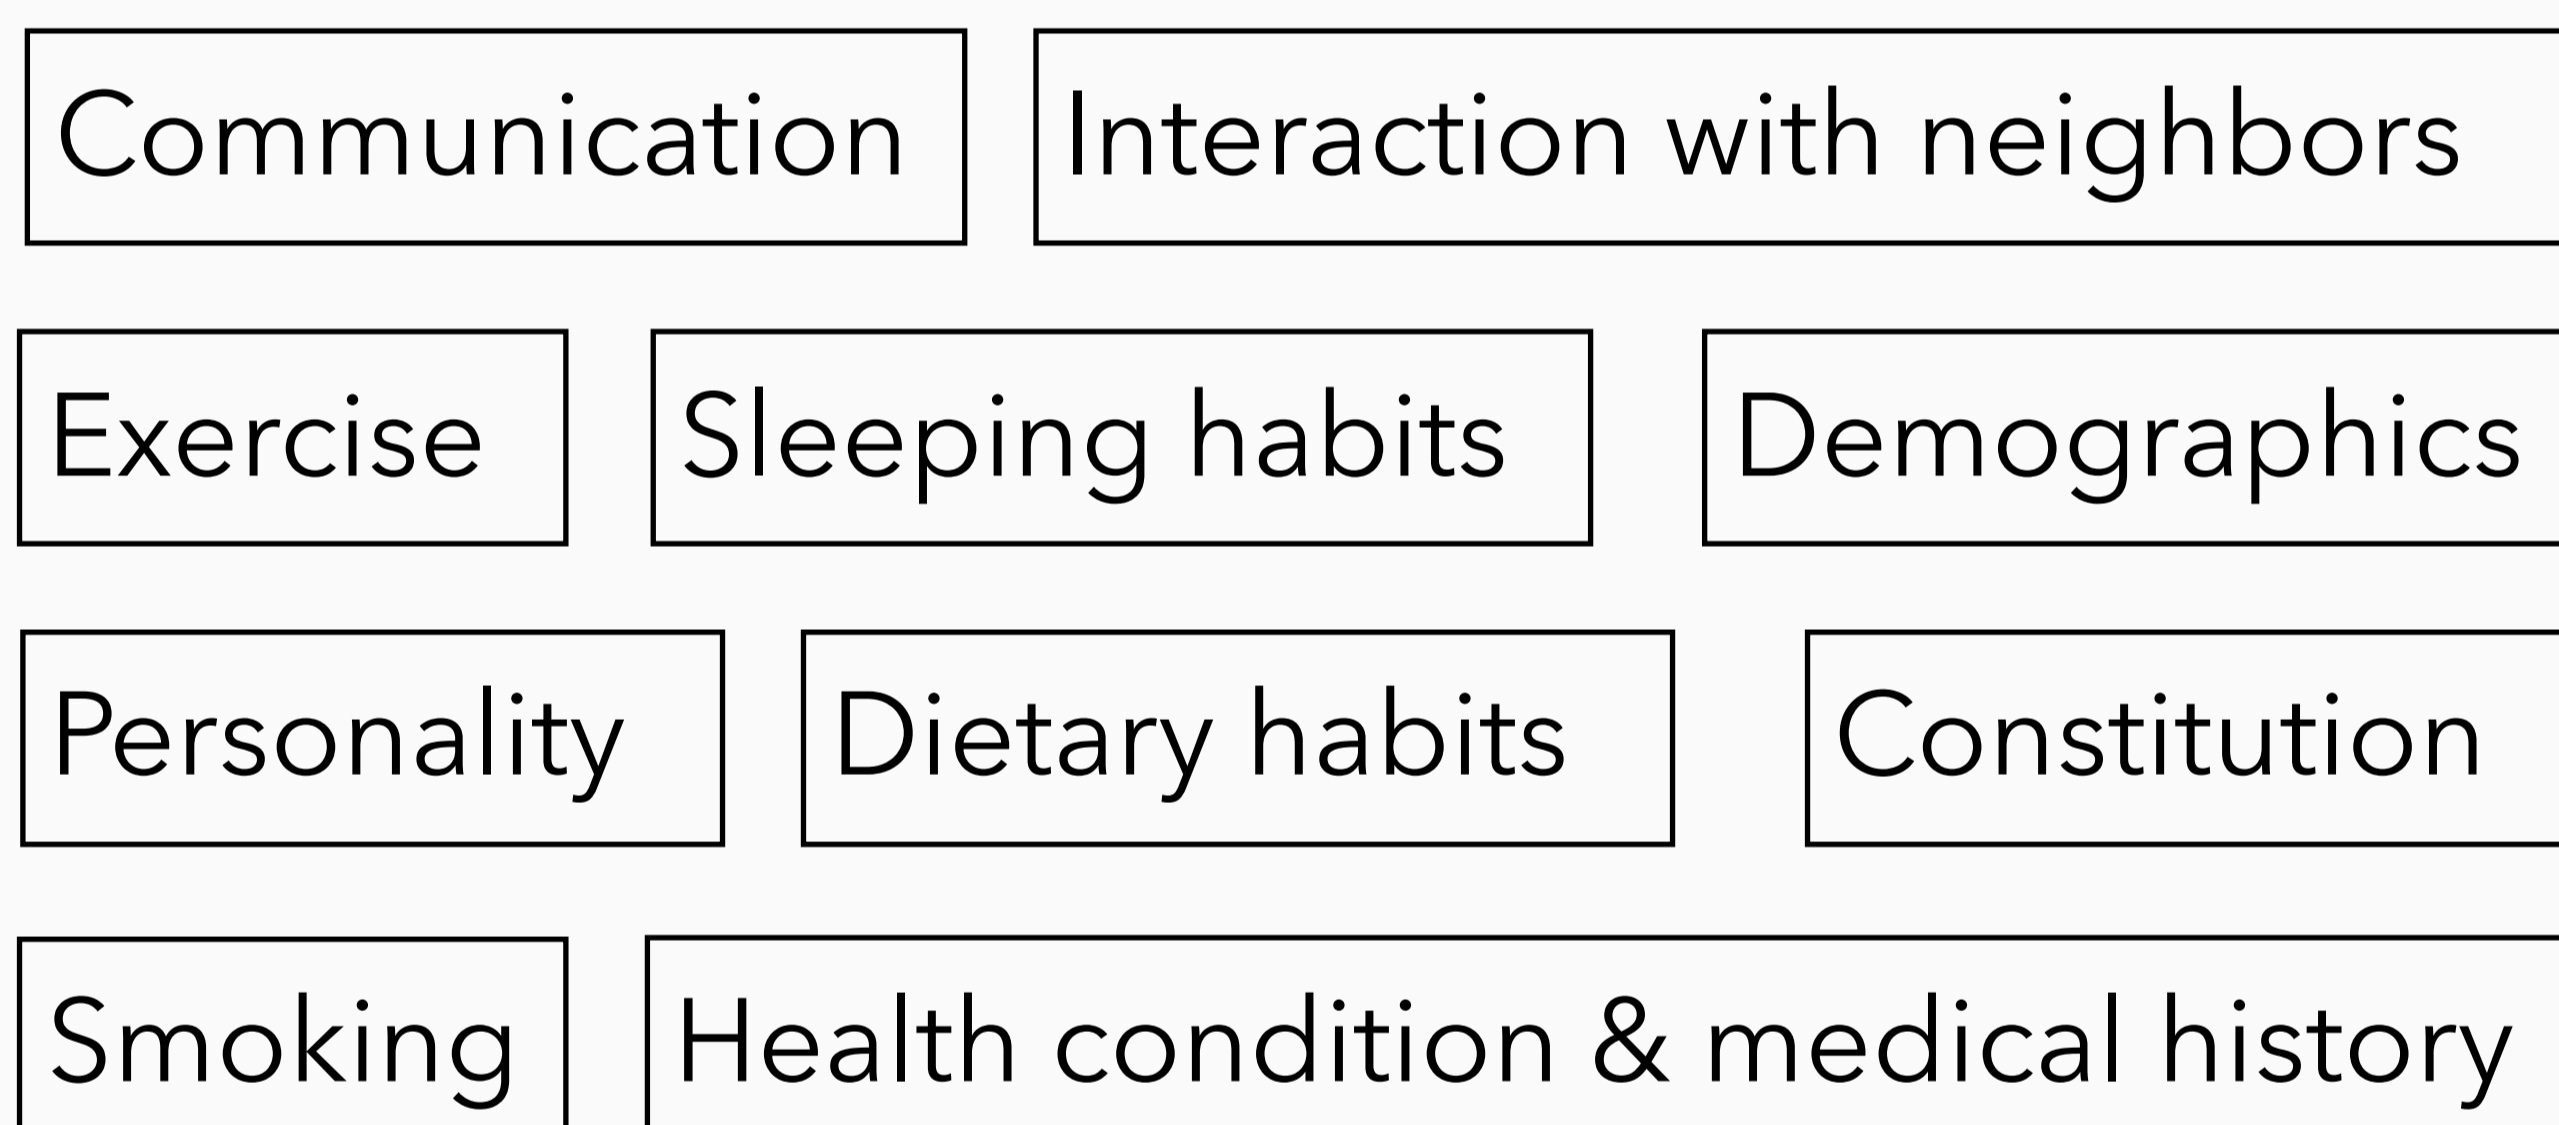 Communication
Interaction with neighbors
Exercise
Sleeping habits
Demographics
Personality
Dietary habits
Constitution
Smoking
Health condition & medical history